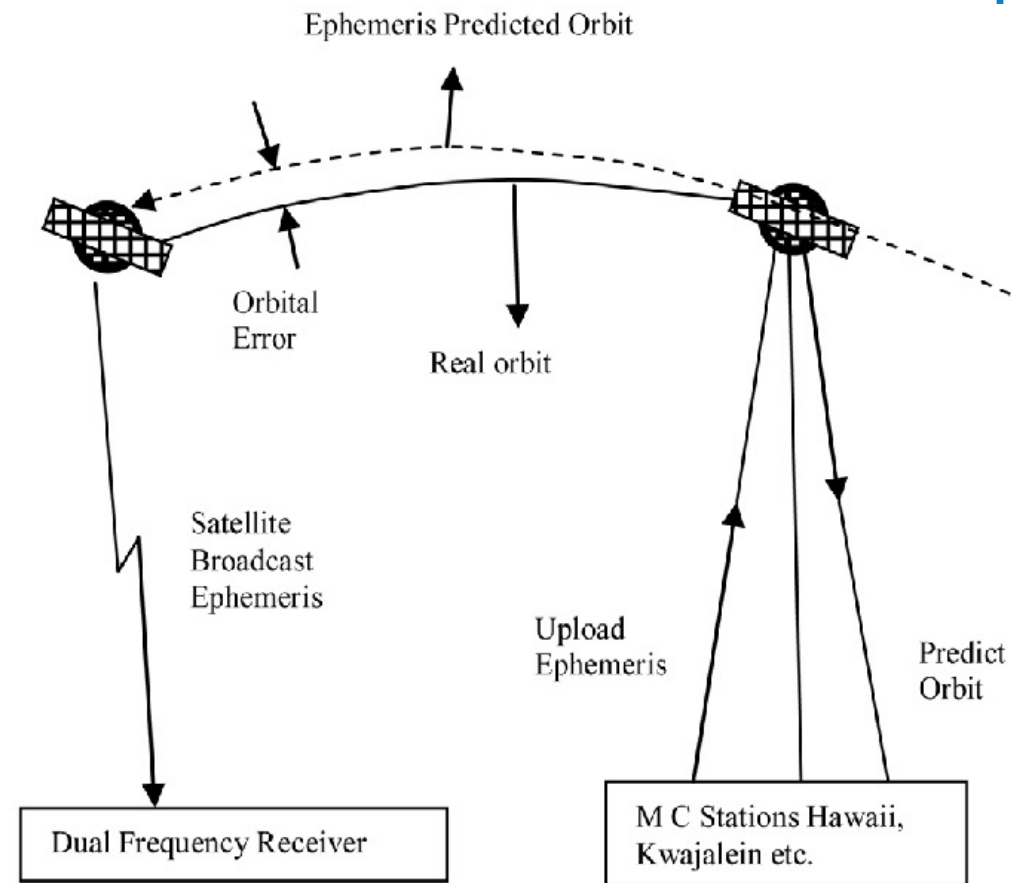 Ephemeris Predicted Orbit
Orbital
Error
Real orbit
Satellite
Broadcast
Ephemeris
Upload
Ephemeris
Predict
Orbit
Dual Frequency Receiver
M C Stations Hawaii,
Kwajalein etc.